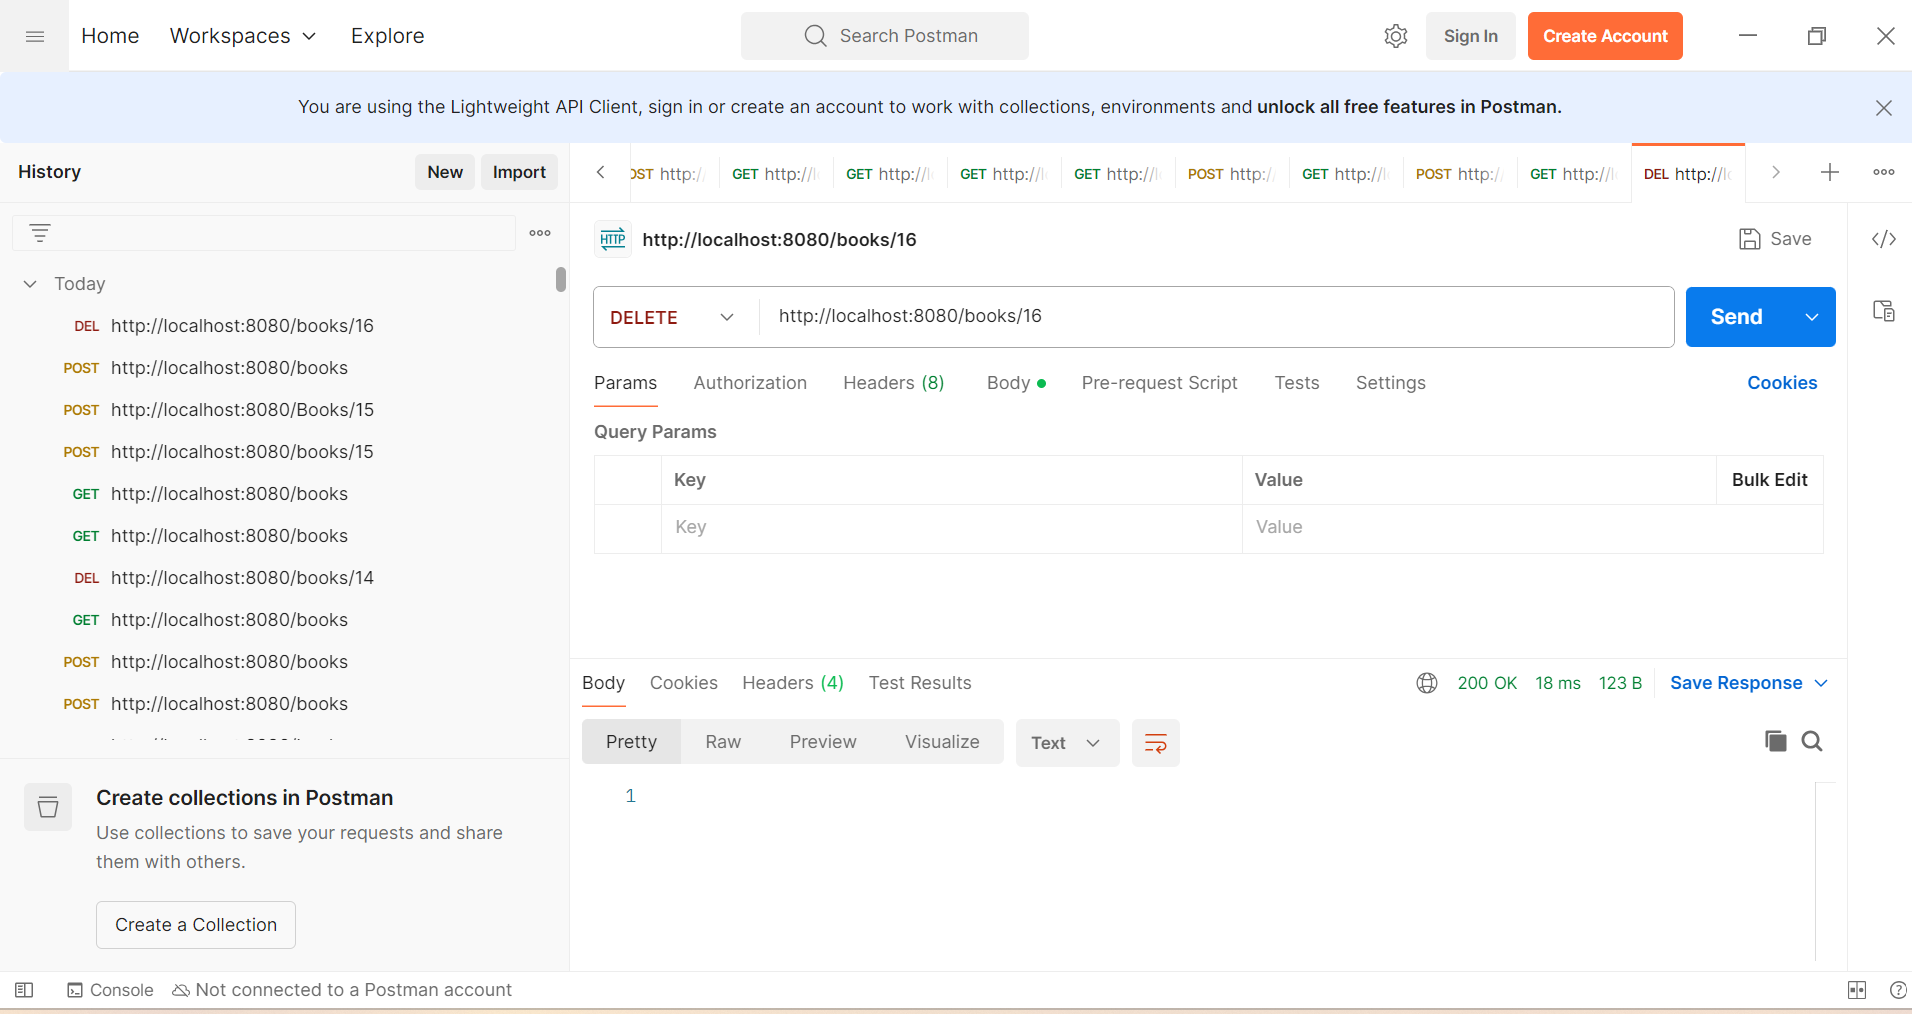 Home Workspaces Explore Search Postman Sign In Create Account
You are using the Lightweight API Client, sign in or create an account to work with collections, environments and unlock all free features in Postman.
History New Import
OST http:/ GET http://l GET http://l GET http://l GET http://l POST http:/ GET http://l POST http:/ GET http://l DEL http://l
Today
DEL http://localhost:8080/books/16
POST http://localhost:8080/books
POST http://localhost:8080/Books/15
POST http://localhost:8080/books/15
GET http://localhost:8080/books
GET http://localhost:8080/books
DEL http://localhost:8080/books/14
GET http://localhost:8080/books
POST http://localhost:8080/books
POST http://localhost:8080/books
Create collections in Postman
Use collections to save your requests and share
them with others.
Create a Collection
HTTP http://localhost:8080/books/16 Save
DELETE http://localhost:8080/books/16 Send
Params Authorization Headers (8) Body Pre-request Script Tests Settings Cookies
Query Params
Key Value Bulk Edit
Key Value
Body Cookies Headers (4) Test Results 200 OK 18 ms 123 B Save Response
Pretty Raw Preview Visualize Text
1
Console Not connected to a Postman account